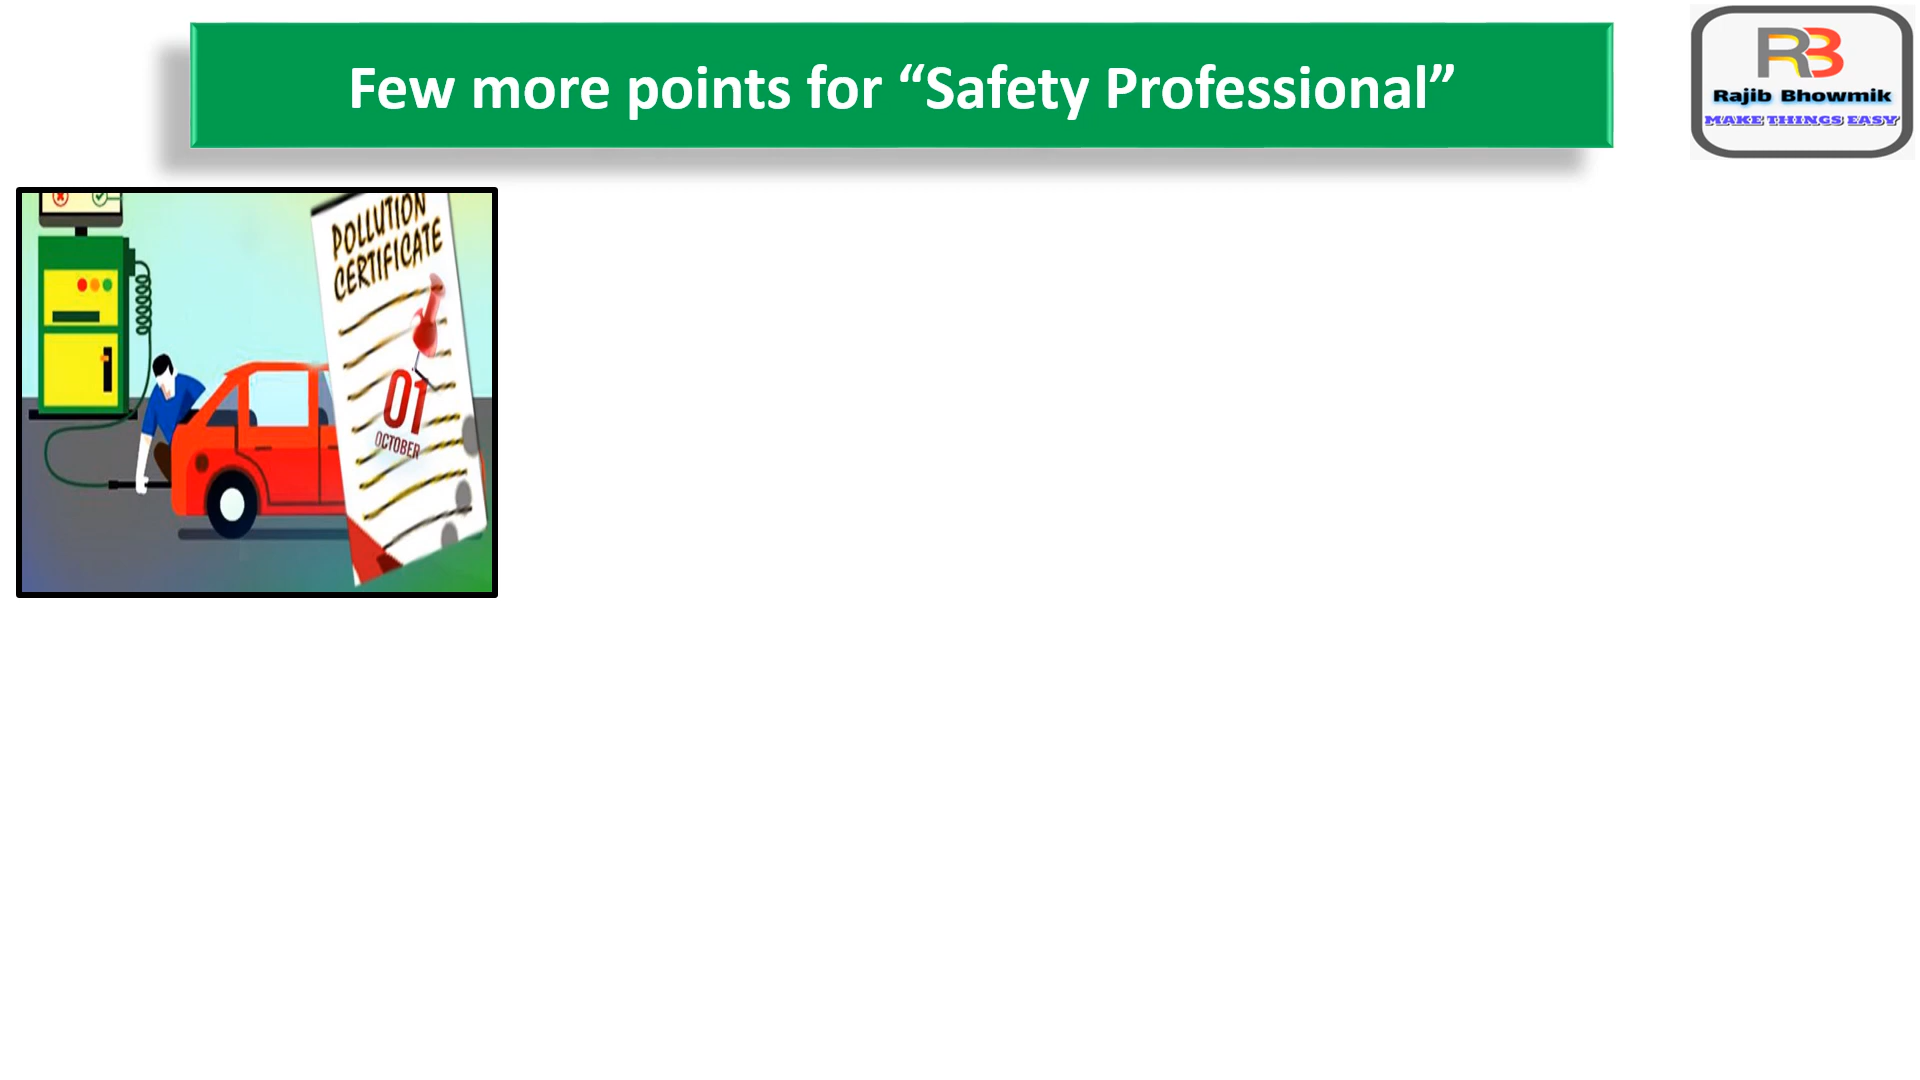 Few more points for “Safety Professional”
RB
Rajib Bhowmik
MAKE THINGS EASY
POLLUTION
CERTIFICATE
01
OCTOBER